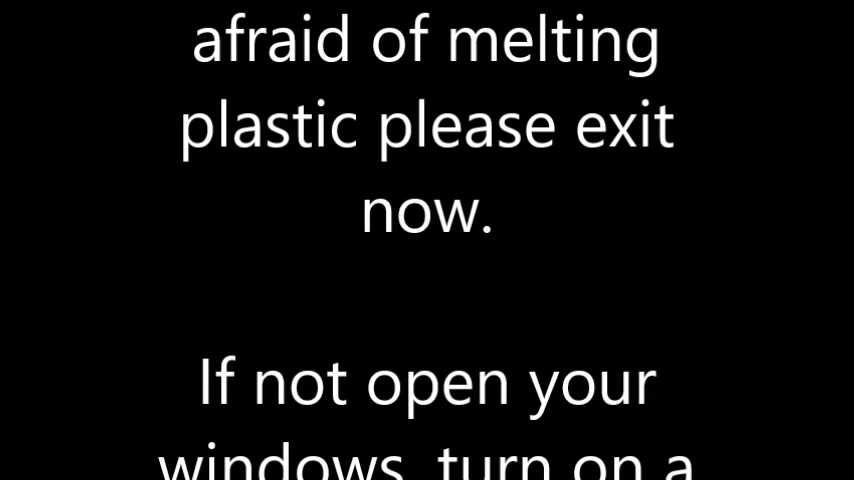 afraid of melting
plastic please exit
now.
If not open your
windows, turn on a